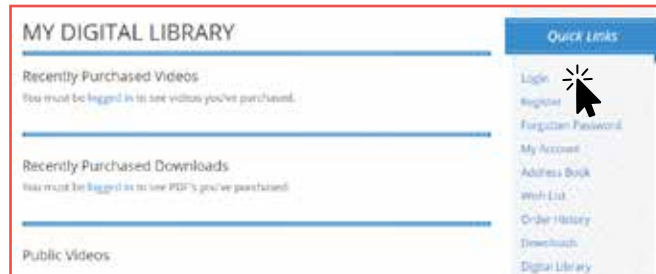 MY DIGITAL LIBRARY
Recently Purchased Videos
You must be logged in to see videos you've purchased.
Recently Purchased Downloads
You must be logged in to see PDF's you've purchased.
Public Videos
Quick Links
Login
Register
Forgotten Password
My Account
Address Book
Wish List
Order History
Downloads
Digital Library